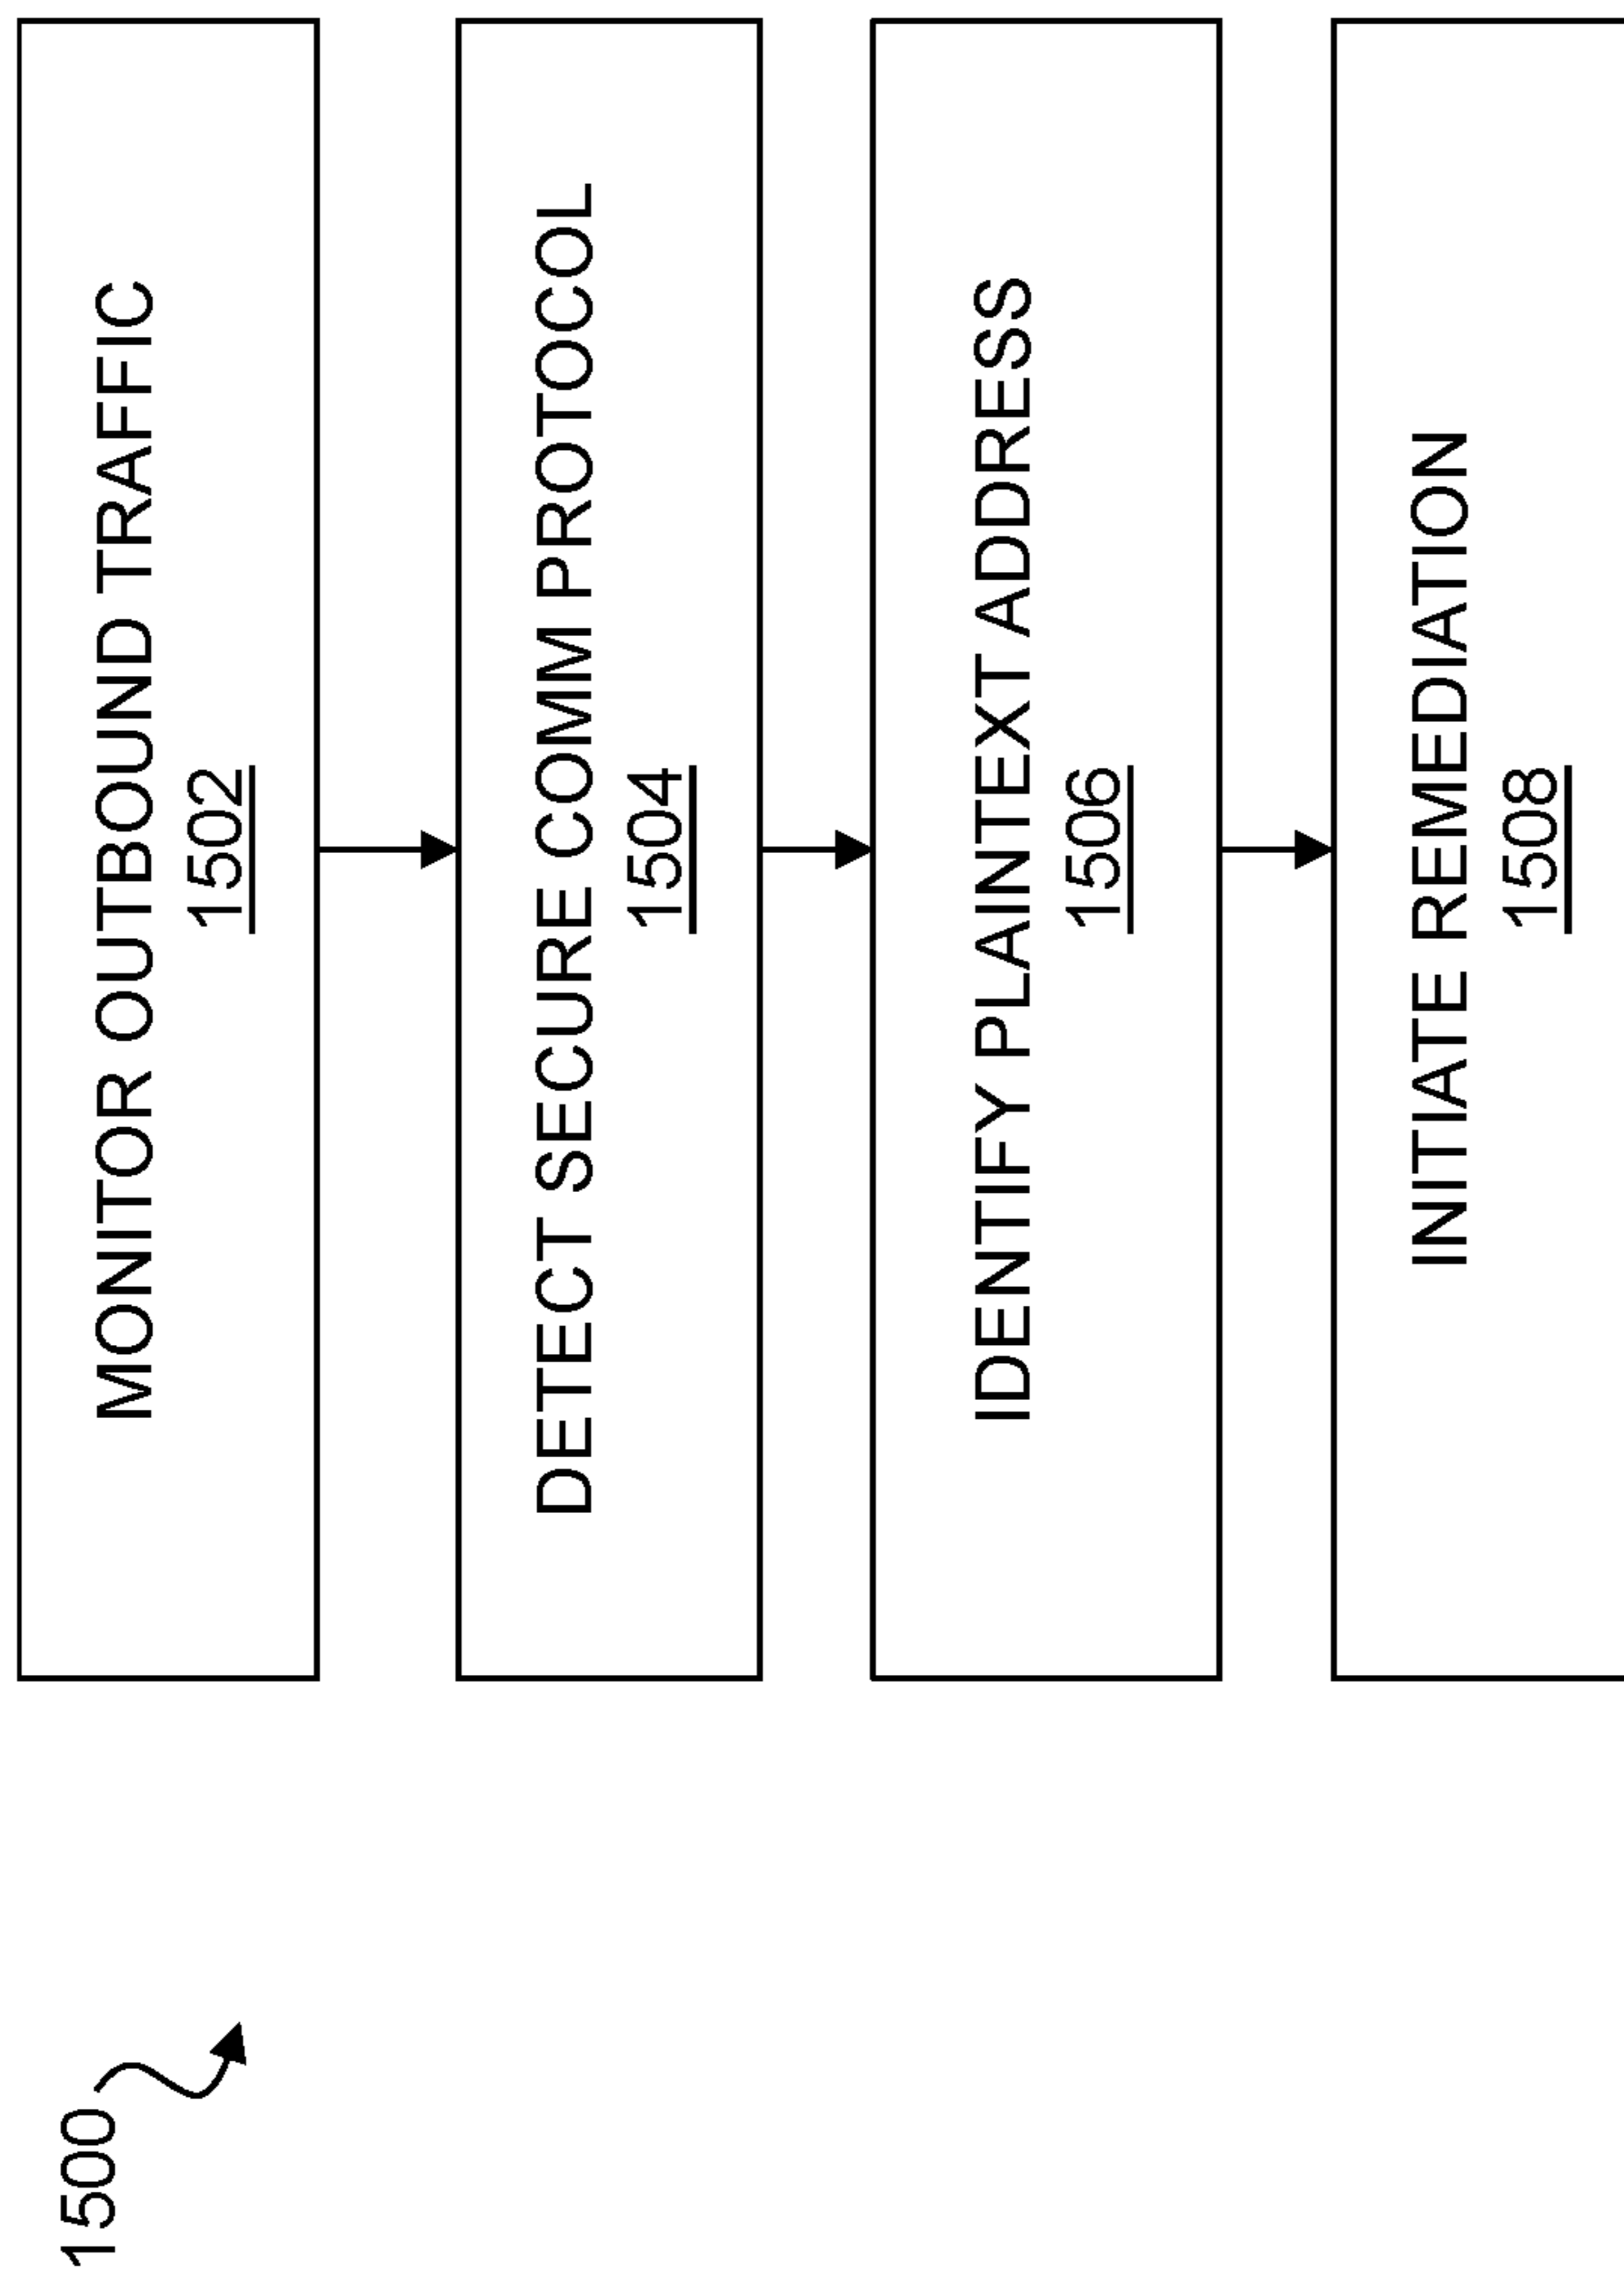 1500
MONITOR OUTBOUND TRAFFIC
1502
DETECT SECURE COMM PROTOCOL
1504
IDENTIFY PLAINTEXT ADDRESS
1506
INITIATE REMEDIATION
1508